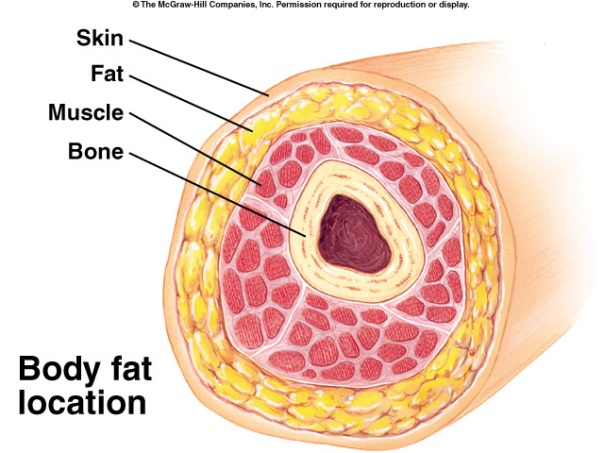 © The McGraw-Hill Companies, Inc. Permission required for reproduction or display.
Skin
Fat
Muscle
Bone
Body fat
location